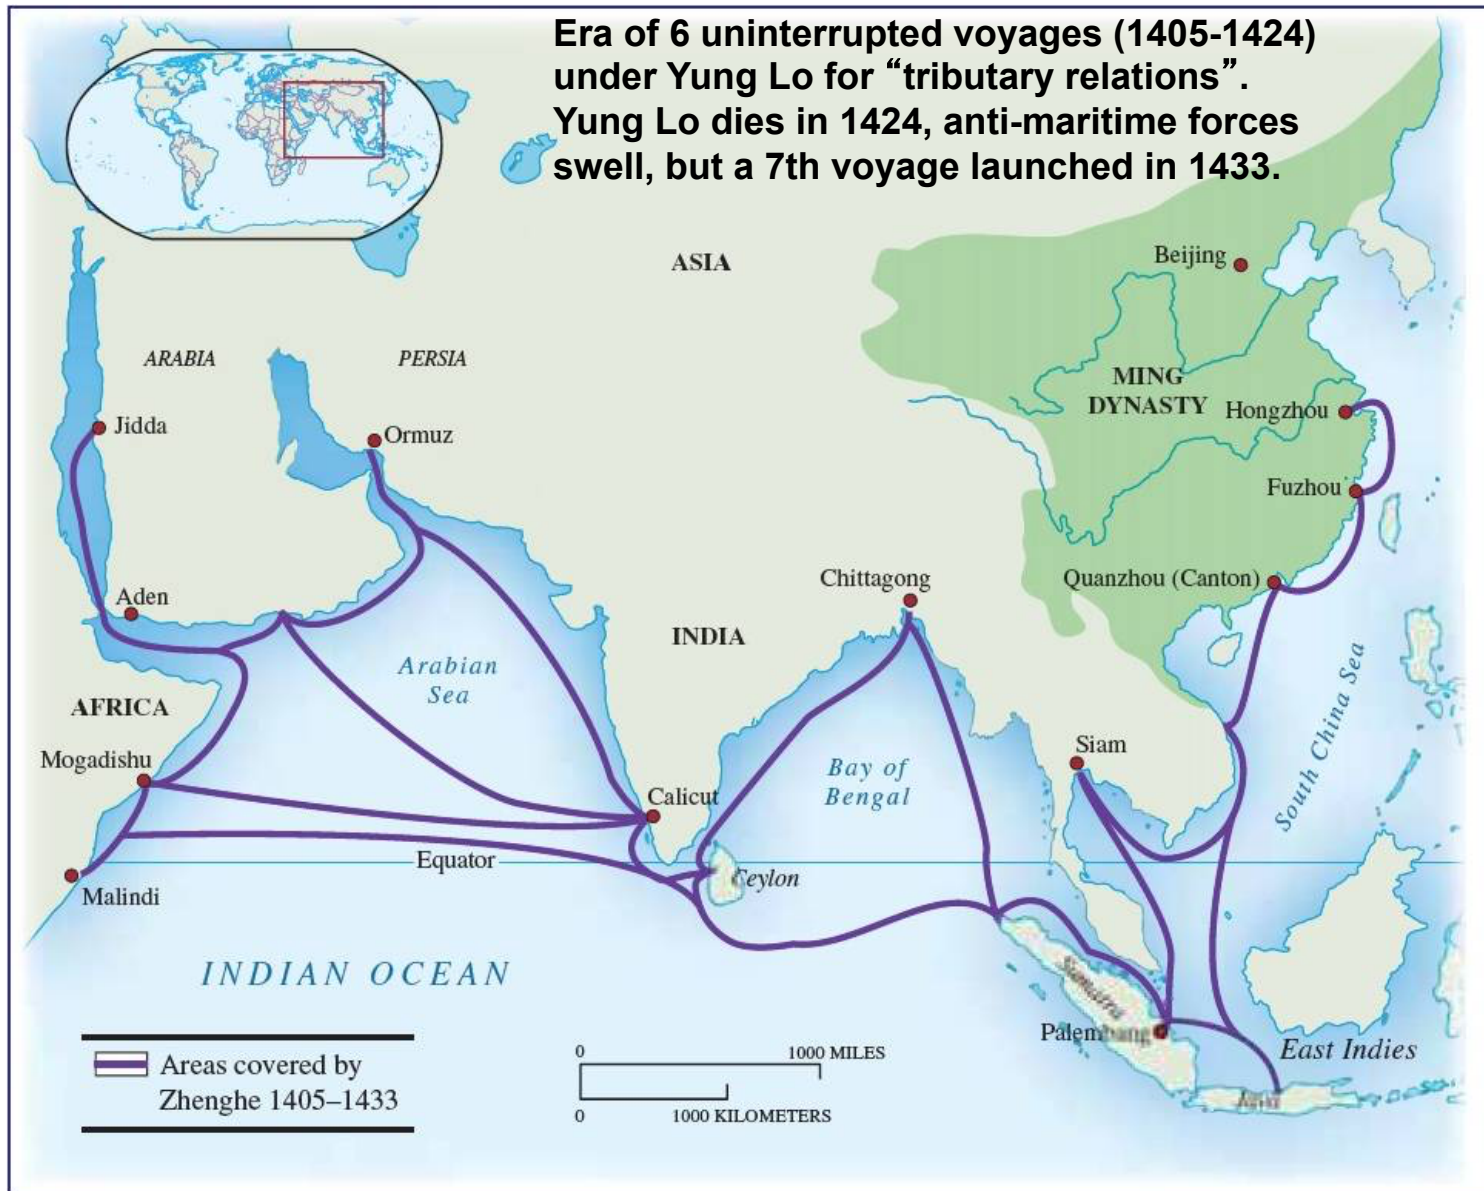 Era of 6 uninterrupted voyages (1405-1424)
under Yung Lo for “tributary relations”.
Yung Lo dies in 1424, anti-maritime forces
swell, but a 7th voyage launched in 1433.
ASIA
Beijing
ARABIA
PERSIA
MING
DYNASTY
Hongzhou
Jidda
Ormuz
Fuzhou
Chittagong
Quanzhou (Canton)
Aden
INDIA
Arabian
Sea
AFRICA
South China Sea
Mogadishu
Siam
Bay of
Bengal
Calicut
Equator
Ceylon
Malindi
INDIAN OCEAN
Sumatra
Palembang
East Indies
Java
Areas covered by
Zhenghe 1405–1433
0
1000 MILES
0
1000 KILOMETERS